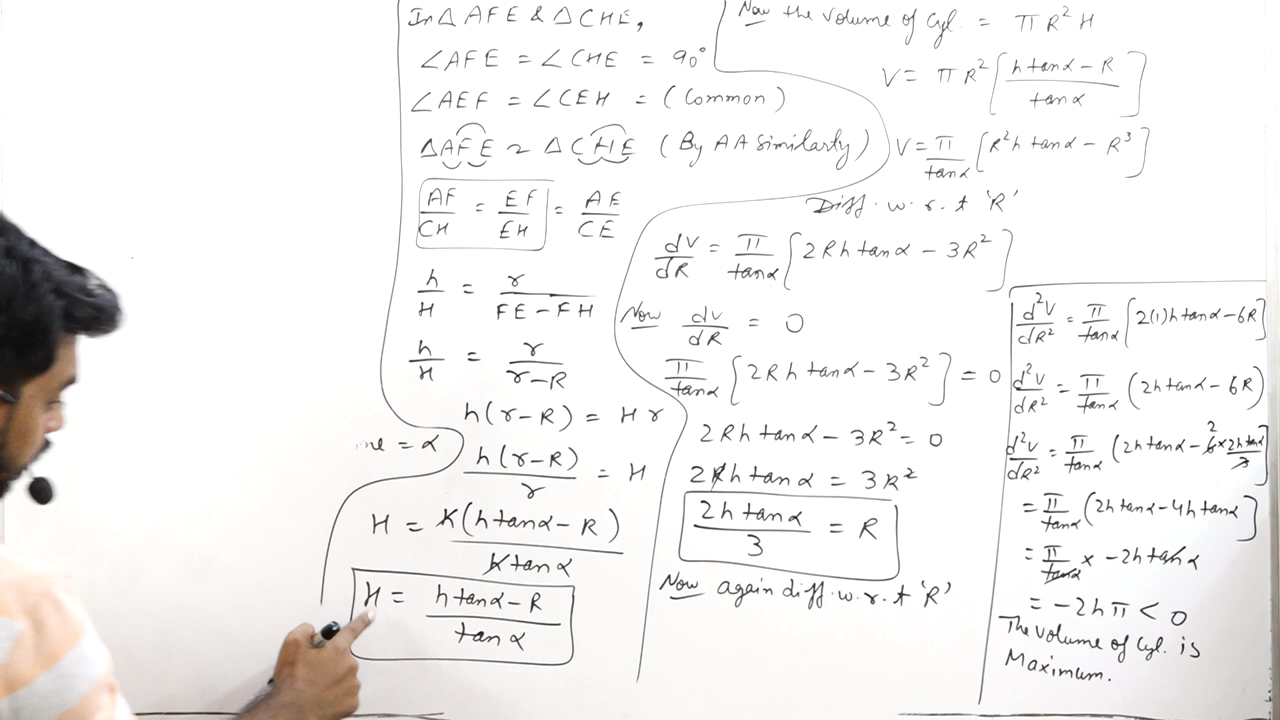 In △ AFE & △ CHE,
∠AFE = ∠CHE = 90°
∠AEF = ∠CEH = (Common)
△AFE ~ △CHE (By AA Similarty)
AF/CH = EF/EH = AE/CE
h/H = r/(FE - FH)
h/H = r/(r-R)
h(r-R) = Hr
= α
h(r-R)/r = H
H = h(h tanα - R)/(h tanα)
H = (h tanα - R)/tanα
Now the volume of Cyl. = πR²H
V = πR² [(h tanα - R)/tanα]
V = π/tanα [R²h tanα - R³]
Diff. w.r.t 'R'
dV/dR = π/tanα [2Rh tanα - 3R²]
Now dv/dR = 0
π/tanα [2Rh tanα - 3R²] = 0
2Rh tanα - 3R² = 0
2Rh tanα = 3R²
2h tanα/3 = R
Now again diff. w.r.t 'R'
d²V/dR² = π/tanα [2(1)h tanα - 6R]
d²V/dR² = π/tanα (2h tanα - 6R)
d²V/dR² = π/tanα (2h tanα - 6 2 × 2h tanα/3]
= π/tanα (2h tanα - 4h tanα]
= π/tanα × -2h tanα
= -2hπ < 0
The volume of Cyl. is
Maximum.